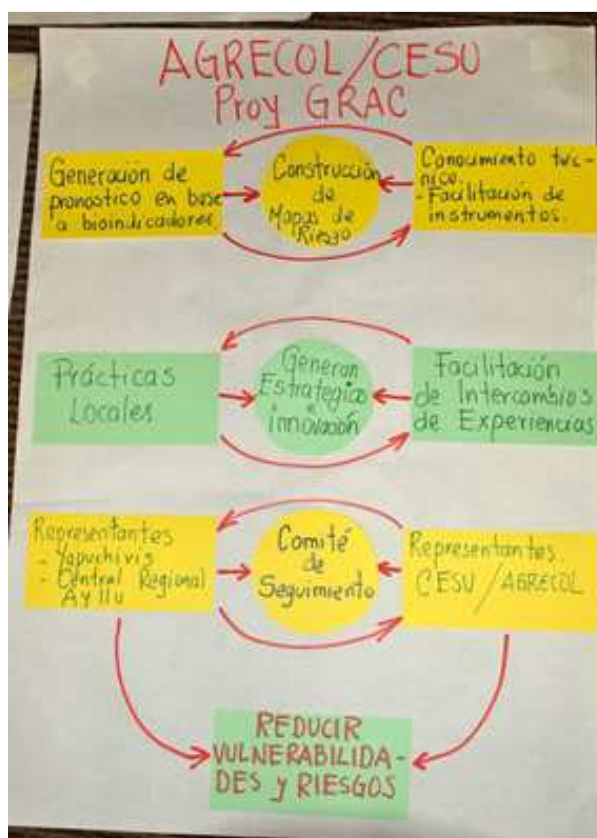 AGRECOL/CESU
Proy GRAC
Generación de
pronostico en base
a bioindicadores
Construcción
de
Mapas de
Riezgo
Conocimiento téc-
nico.
- Facilitación de
instrumentos.
Prácticas
Locales
Generan
Estrategias
e
innovación
Facilitación
de Intercambios
de Experiencias
Representantes
- Yapuchiris
- Central Regional
Ayllu
Comité
de
Seguimiento
Representantes
CESU/AGRECOL
REDUCIR
VULNERABILIDA-
DES y RIESGOS